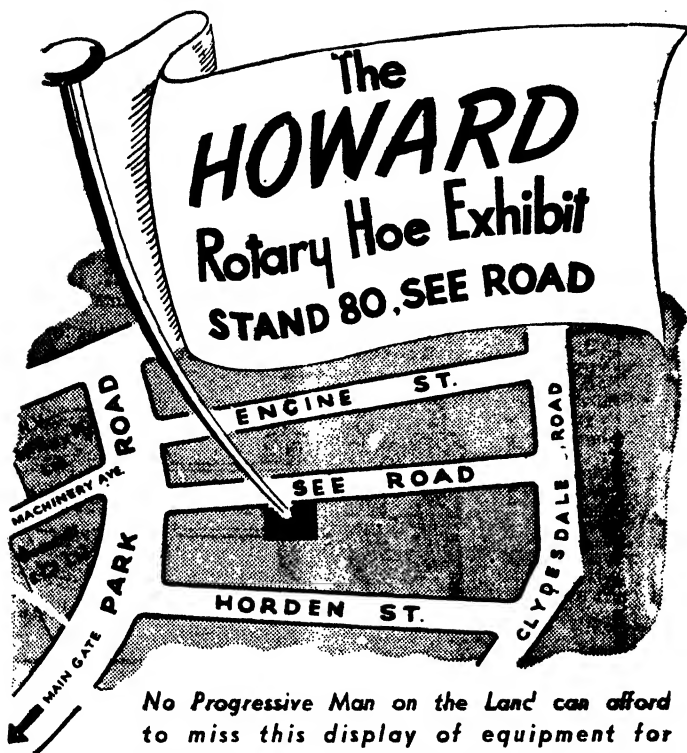 The
HOWARD
Rotary Hoe Exhibit
STAND 80, SEE ROAD
ENGINE ST.
ROAD
SEE ROAD
MACHINERY AVE.
CLYDESDALE ROAD
PARK
HORDEN ST.
MAIN GATE
No Progressive Man on the Land can afford
to miss this display of equipment for